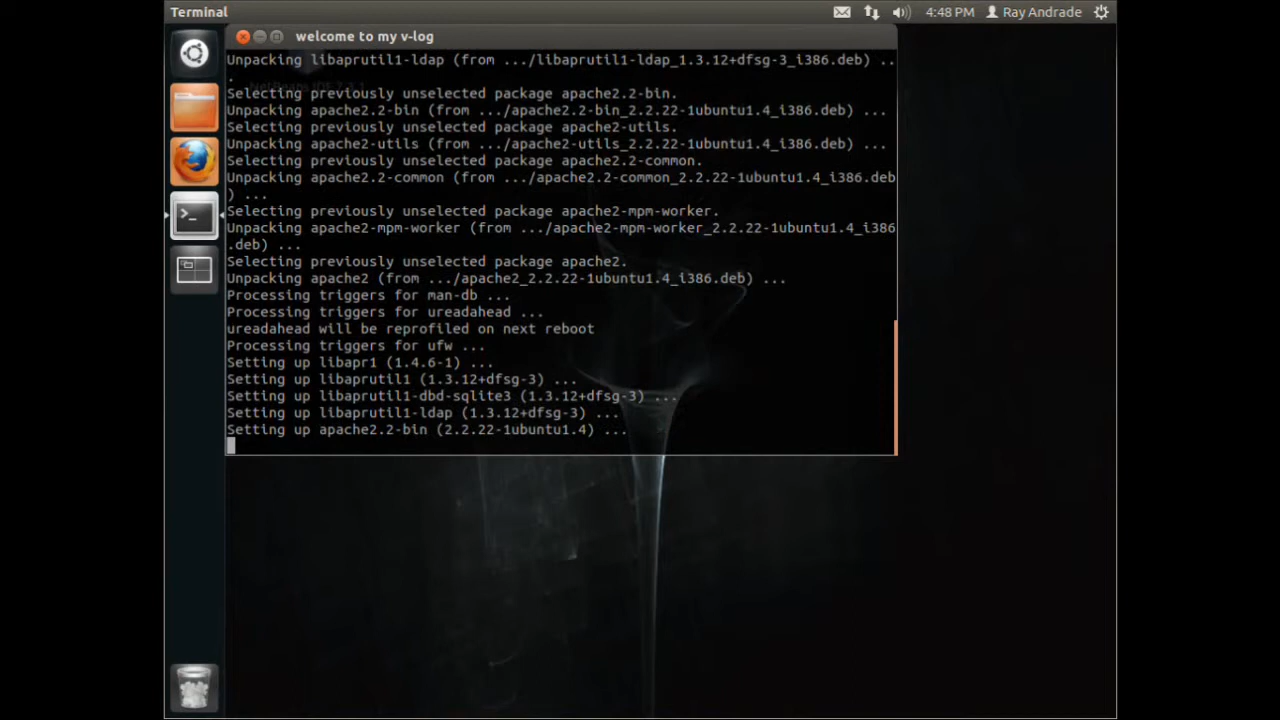 Terminal
4:48 PM Ray Andrade
welcome to my v-log
Unpacking libaprutil1-ldap (from .../libaprutil1-ldap_1.3.12+dfsg-3_i386.deb) ..
.
Selecting previously unselected package apache2.2-bin.
Unpacking apache2.2-bin (from .../apache2.2-bin_2.2.22-1ubuntu1.4_i386.deb) ...
Selecting previously unselected package apache2-utils.
Unpacking apache2-utils (from .../apache2-utils_2.2.22-1ubuntu1.4_i386.deb) ...
Selecting previously unselected package apache2.2-common.
Unpacking apache2.2-common (from .../apache2.2-common_2.2.22-1ubuntu1.4_i386.deb
) ...
Selecting previously unselected package apache2-mpm-worker.
Unpacking apache2-mpm-worker (from .../apache2-mpm-worker_2.2.22-1ubuntu1.4_i386
.deb) ...
Selecting previously unselected package apache2.
Unpacking apache2 (from .../apache2_2.2.22-1ubuntu1.4_i386.deb) ...
Processing triggers for man-db ...
Processing triggers for ureadahead ...
ureadahead will be reprofiled on next reboot
Processing triggers for ufw ...
Setting up libapr1 (1.4.6-1) ...
Setting up libaprutil1 (1.3.12+dfsg-3) ...
Setting up libaprutil1-dbd-sqlite3 (1.3.12+dfsg-3) ...
Setting up libaprutil1-ldap (1.3.12+dfsg-3) ...
Setting up apache2.2-bin (2.2.22-1ubuntu1.4) ...